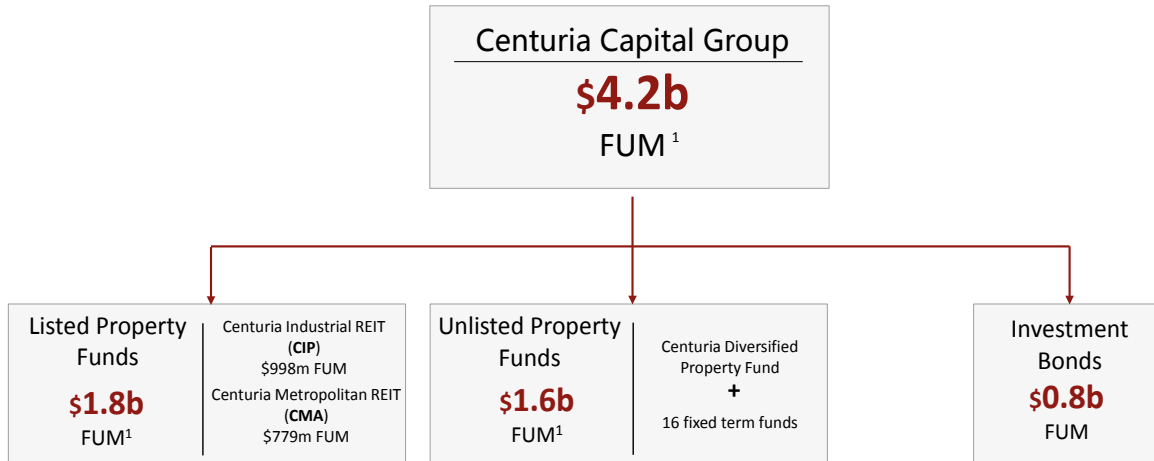 Centuria Capital Group
$4.2b
FUM 1
Listed Property
Funds
$1.8b
FUM1
Centuria Industrial REIT
(CIP)
$998m FUM
Centuria Metropolitan REIT
(CMA)
$779m FUM
Unlisted Property
Funds
$1.6b
FUM1
Centuria Diversified
Property Fund
+
16 fixed term funds
Investment
Bonds
$0.8b
FUM